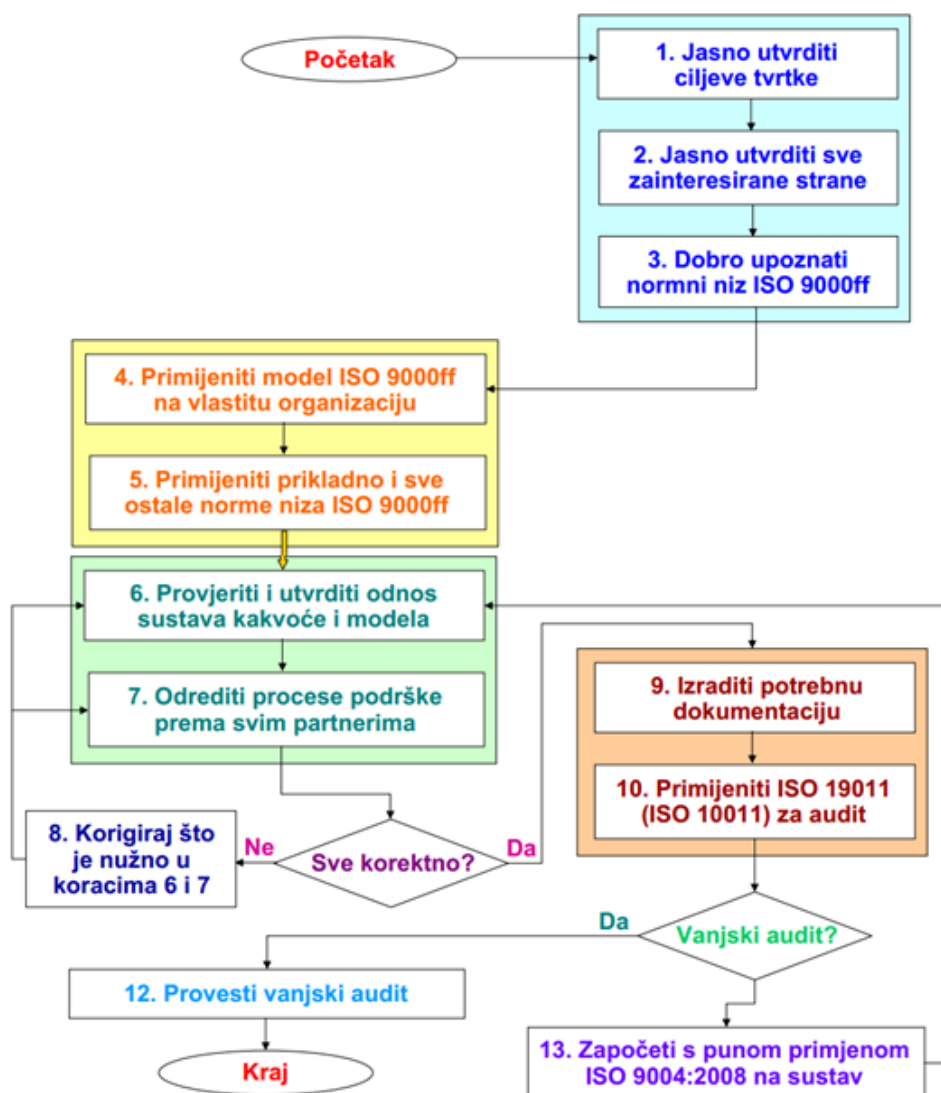 Početak
1. Jasno utvrditi
ciljeve tvrtke
2. Jasno utvrditi sve
zainteresirane strane
3. Dobro upoznati
normni niz ISO 9000ff
4. Primijeniti model ISO 9000ff
na vlastitu organizaciju
5. Primijeniti prikladno i sve
ostale norme niza ISO 9000ff
6. Provjeriti i utvrditi odnos
sustava kakvoće i modela
7. Odrediti procese podrške
prema svim partnerima
8. Korigiraj što
je nužno u
koracima 6 i 7
Ne
Sve korektno?
Da
9. Izraditi potrebnu
dokumentaciju
10. Primijeniti ISO 19011
(ISO 10011) za audit
Da
Vanjski audit?
12. Provesti vanjski audit
Kraj
13. Započeti s punom primjenom
ISO 9004:2008 na sustav